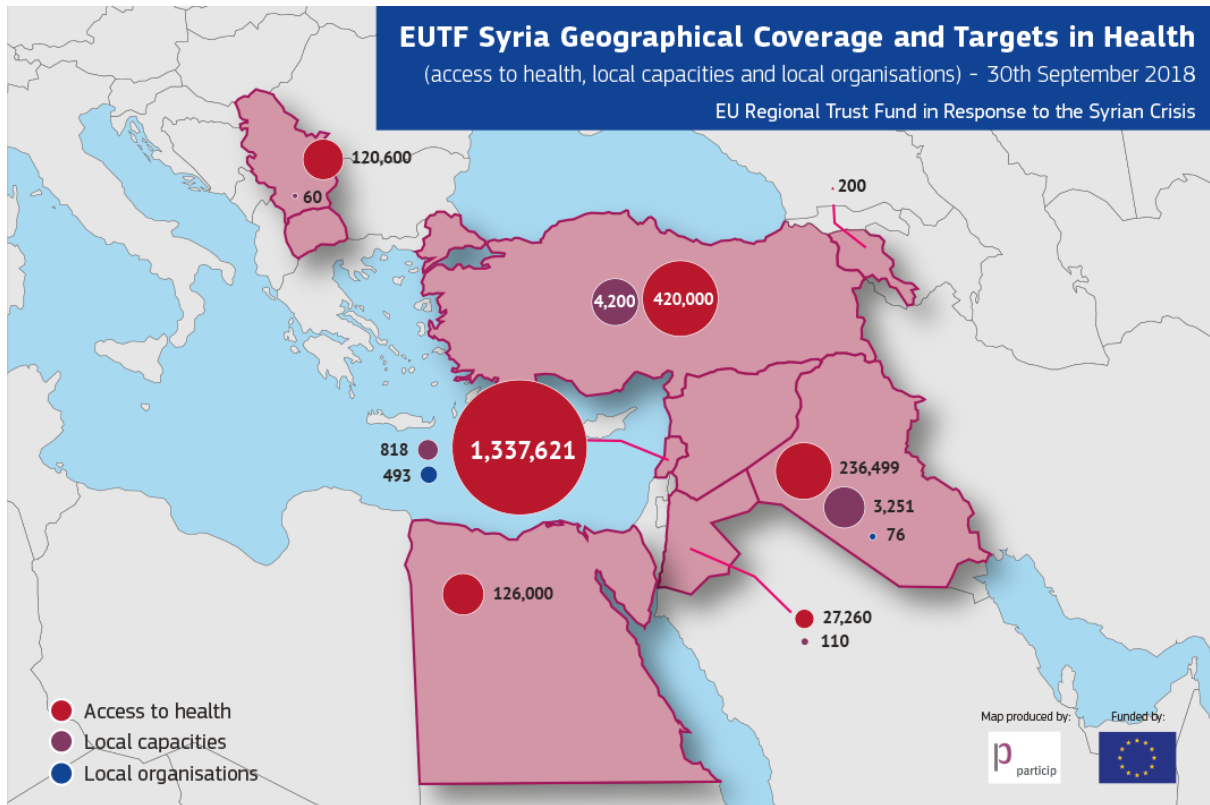 EUTF Syria Geographical Coverage and Targets in Health
(access to health, local capacities and local organisations) - 30th September 2018
EU Regional Trust Fund in Response to the Syrian Crisis
120,600
60
200
4,200
420,000
818
493
1,337,621
236,499
3,251
76
126,000
27,260
110
Access to health
Local capacities
Local organisations
Map produced by:
Funded by:
p
particip